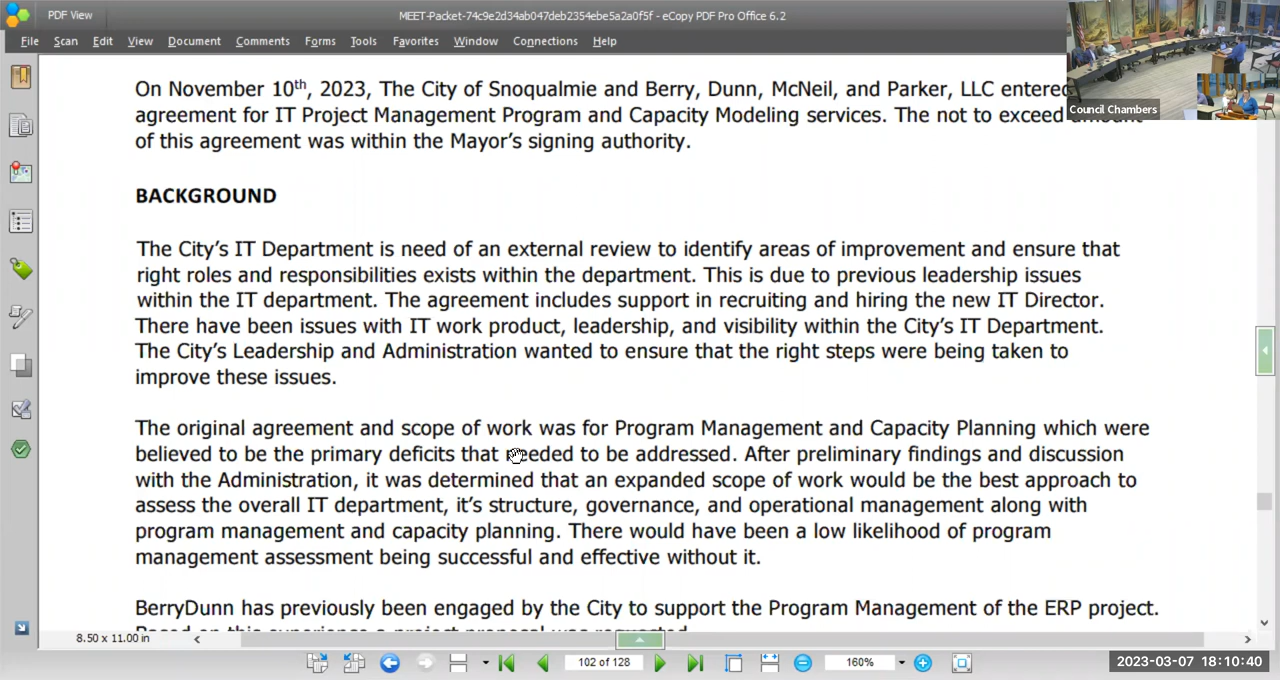 PDF View
MEET-Packet-74c9e2d34ab047deb2354ebe5a2a0f5f - eCopy PDF Pro Office 6.2
File Scan Edit View Document Comments Forms Tools Favorites Window Connections Help
Council Chambers
On November 10th, 2023, The City of Snoqualmie and Berry, Dunn, McNeil, and Parker, LLC entered
agreement for IT Project Management Program and Capacity Modeling services. The not to exceed amount
of this agreement was within the Mayor's signing authority.
BACKGROUND
The City's IT Department is need of an external review to identify areas of improvement and ensure that
right roles and responsibilities exists within the department. This is due to previous leadership issues
within the IT department. The agreement includes support in recruiting and hiring the new IT Director.
There have been issues with IT work product, leadership, and visibility within the City's IT Department.
The City's Leadership and Administration wanted to ensure that the right steps were being taken to
improve these issues.
The original agreement and scope of work was for Program Management and Capacity Planning which were
believed to be the primary deficits that needed to be addressed. After preliminary findings and discussion
with the Administration, it was determined that an expanded scope of work would be the best approach to
assess the overall IT department, it's structure, governance, and operational management along with
program management and capacity planning. There would have been a low likelihood of program
management assessment being successful and effective without it.
BerryDunn has previously been engaged by the City to support the Program Management of the ERP project.
Based on this experience a project proposal was requested
8.50 x 11.00 in
102 of 128
160%
2023-03-07 18:10:40